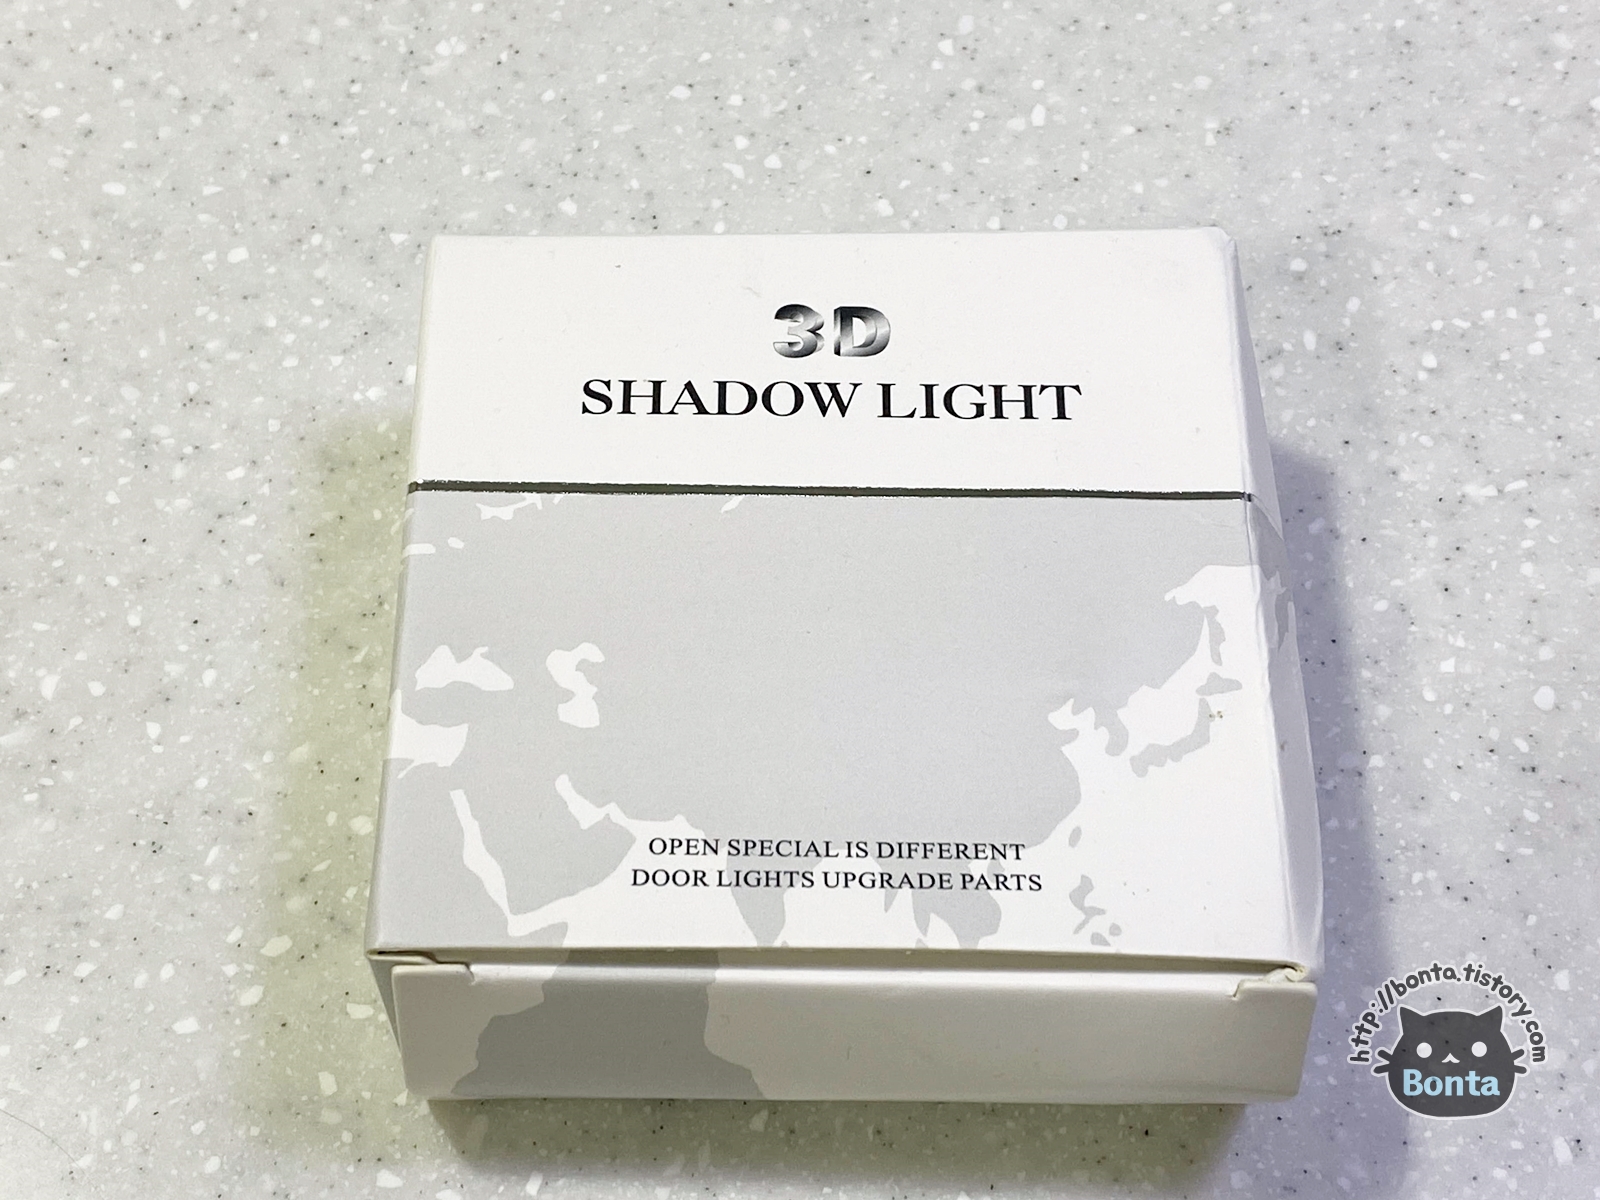 3D
SHADOW LIGHT
OPEN SPECIAL IS DIFFERENT
DOOR LIGHTS UPGRADE PARTS
http://bonta.tistory.com
Bonta